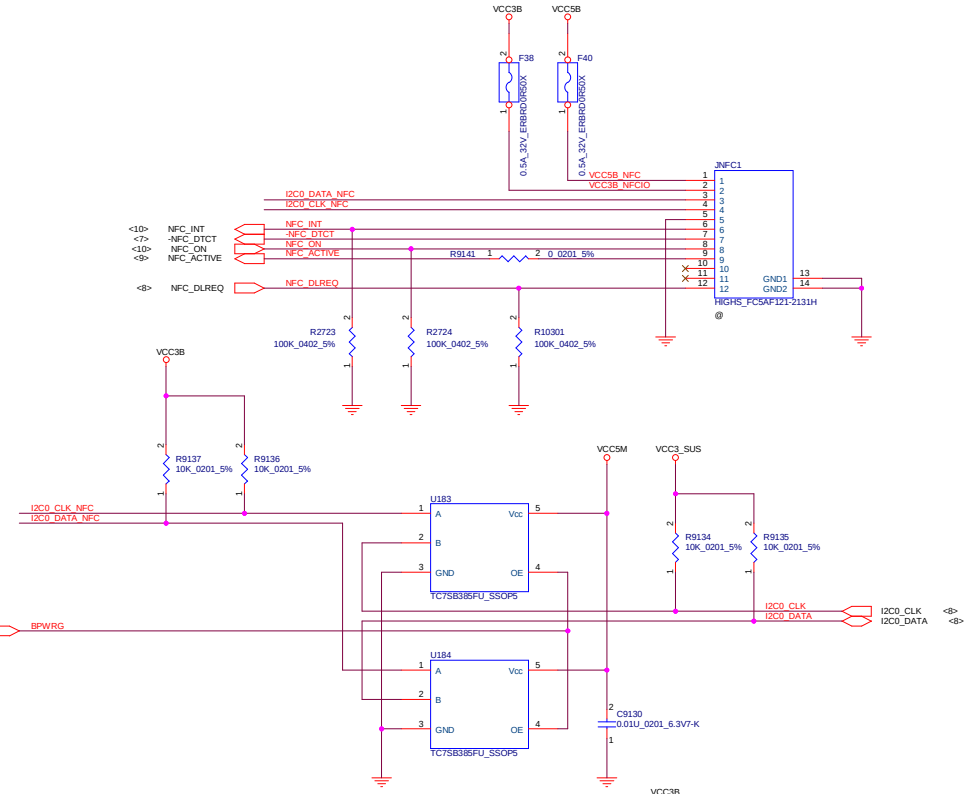 VCC3B
VCC5B
2
F38
2
F40
1
0.5A_32V_ERBRD0R50X
1
0.5A_32V_ERBRD0R50X
JNFC1
VCC5B_NFC 1 1
VCC3B_NFCIO 2 2
I2C0_DATA_NFC 3 3
I2C0_CLK_NFC 4 4
5 5
<10> NFC_INT NFC_INT 6 6
<7> -NFC_DTCT -NFC_DTCT 7 7
<10> NFC_ON NFC_ON 8 8
<9> NFC_ACTIVE NFC_ACTIVE R9141 1 2 0_0201_5% 9 9
10 10
11 11 GND1 13
<8> NFC_DLREQ NFC_DLREQ 12 12 GND2 14
HIGHS_FC5AF121-2131H
@
2 2 2
R2723 R2724 R10301
100K_0402_5% 100K_0402_5% 100K_0402_5%
1 1 1
VCC3B
2 2
R9137 R9136
10K_0201_5% 10K_0201_5%
1 1
VCC5M VCC3_SUS
I2C0_CLK_NFC
I2C0_DATA_NFC
U183
1 A Vcc 5
2 B
3 GND OE 4
TC7SB385FU_SSOP5
2 2
R9134 R9135
10K_0201_5% 10K_0201_5%
1 1
I2C0_CLK I2C0_CLK <8>
I2C0_DATA I2C0_DATA <8>
BPWRG
U184
1 A Vcc 5
2 B
3 GND OE 4
TC7SB385FU_SSOP5
2
C9130
0.01U_0201_6.3V7-K
1
VCC3B